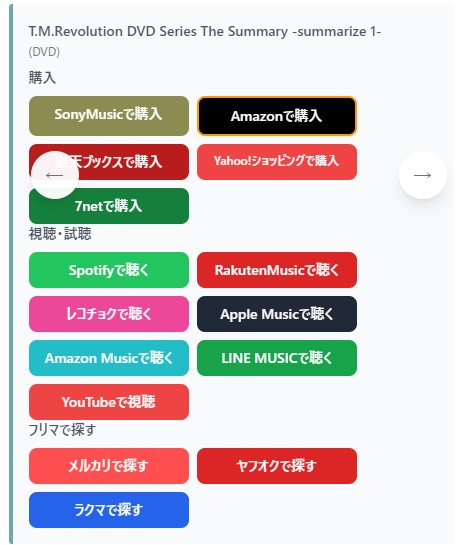 T.M.Revolution DVD Series The Summary -summarize 1-
(DVD)
購入
SonyMusicで購入
Amazonで購入
天ブックスで購入
Yahoo!ショッピングで購入
7netで購入
視聴・試聴
Spotifyで聴く
RakutenMusicで聴く
レコチョクで聴く
Apple Musicで聴く
Amazon Musicで聴く
LINE MUSICで聴く
YouTubeで視聴
フリマで探す
メルカリで探す
ヤフオクで探す
ラクマで探す